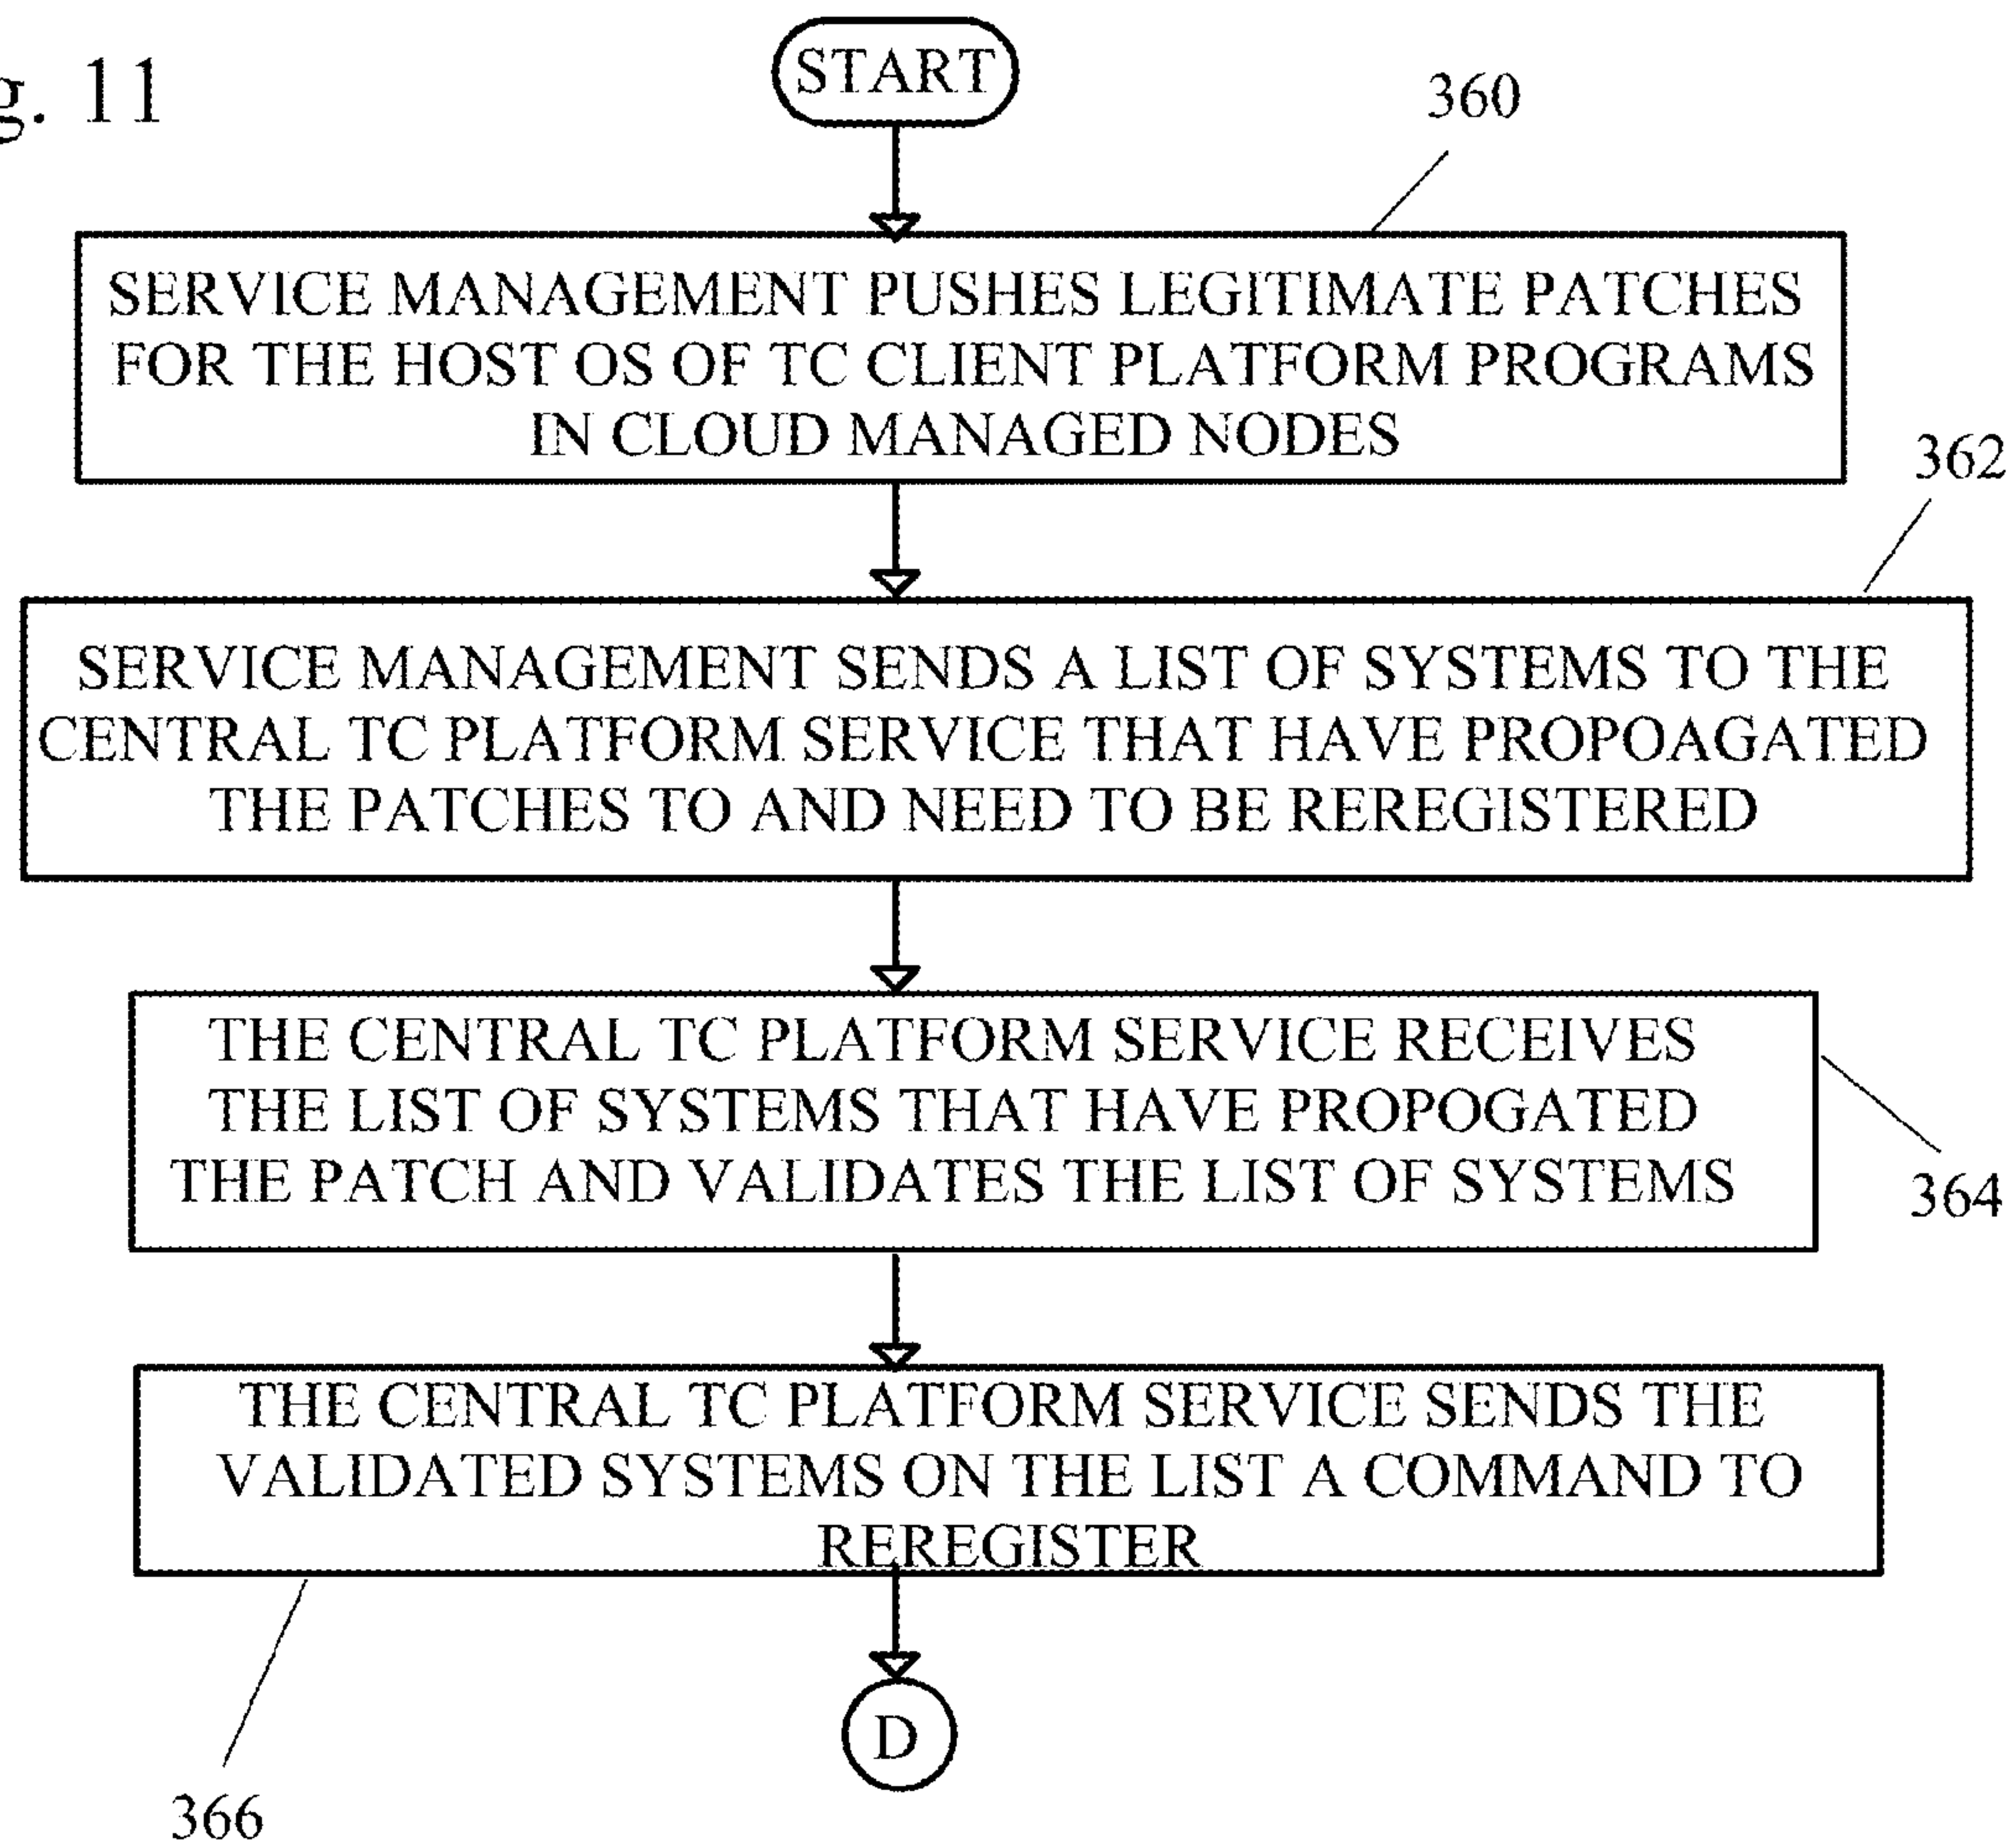 g. 11
START
360
SERVICE MANAGEMENT PUSHES LEGITIMATE PATCHES
FOR THE HOST OS OF TC CLIENT PLATFORM PROGRAMS
IN CLOUD MANAGED NODES
362
SERVICE MANAGEMENT SENDS A LIST OF SYSTEMS TO THE
CENTRAL TC PLATFORM SERVICE THAT HAVE PROPOAGATED
THE PATCHES TO AND NEED TO BE REREGISTERED
THE CENTRAL TC PLATFORM SERVICE RECEIVES
THE LIST OF SYSTEMS THAT HAVE PROPOGATED
THE PATCH AND VALIDATES THE LIST OF SYSTEMS
364
THE CENTRAL TC PLATFORM SERVICE SENDS THE
VALIDATED SYSTEMS ON THE LIST A COMMAND TO
REREGISTER
D
366